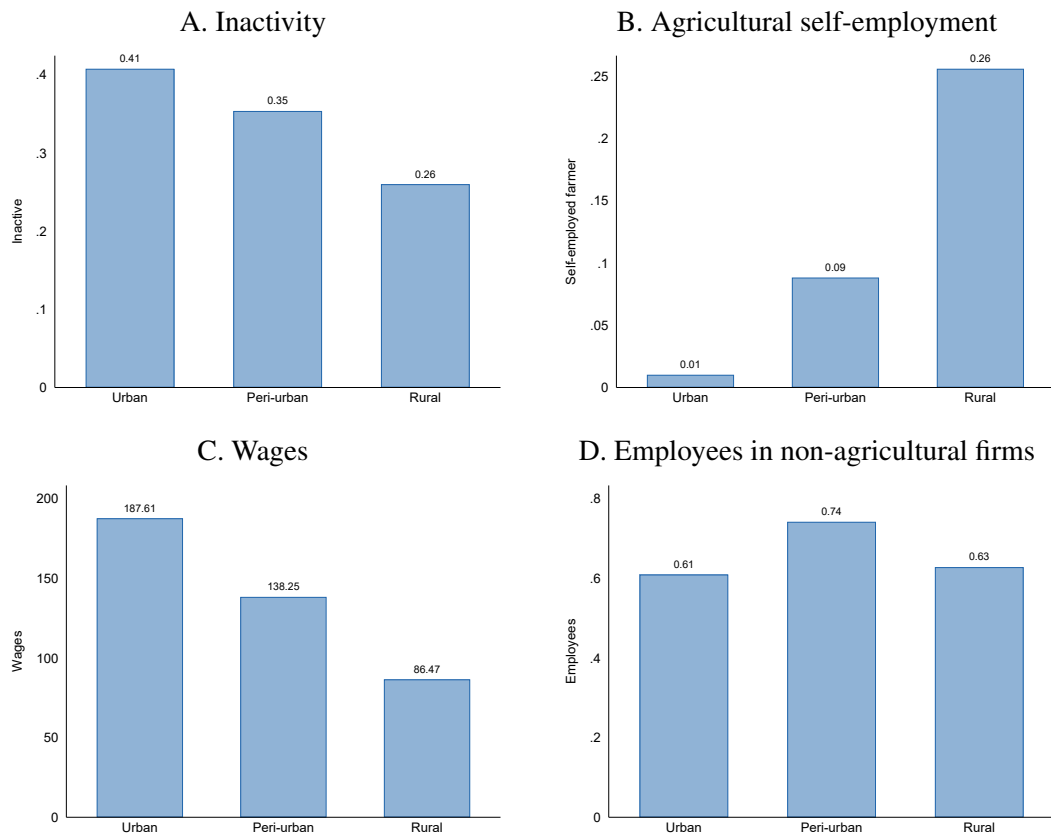 A. Inactivity
.4
.3
.2
.1
0
Inactive
0.41
0.35
0.26
Urban
Peri-urban
Rural
B. Agricultural self-employment
.25
.2
.15
.1
.05
0
Self-employed farmer
0.01
0.09
0.26
Urban
Peri-urban
Rural
C. Wages
200
150
100
50
0
Wages
187.61
138.25
86.47
Urban
Peri-urban
Rural
D. Employees in non-agricultural firms
.8
.6
.4
.2
0
Employees
0.61
0.74
0.63
Urban
Peri-urban
Rural